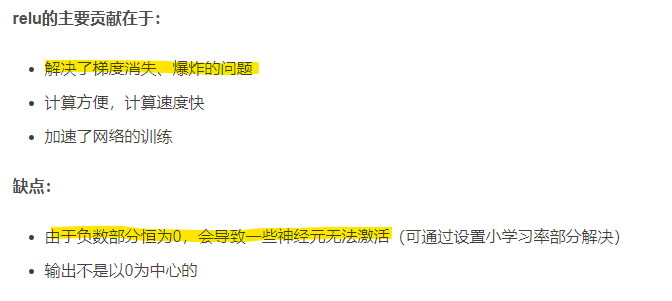 relu的主要贡献在于：
解决了梯度消失、爆炸的问题
计算方便，计算速度快
加速了网络的训练
缺点：
由于负数部分恒为0，会导致一些神经元无法激活（可通过设置小学习率部分解决）
输出不是以0为中心的